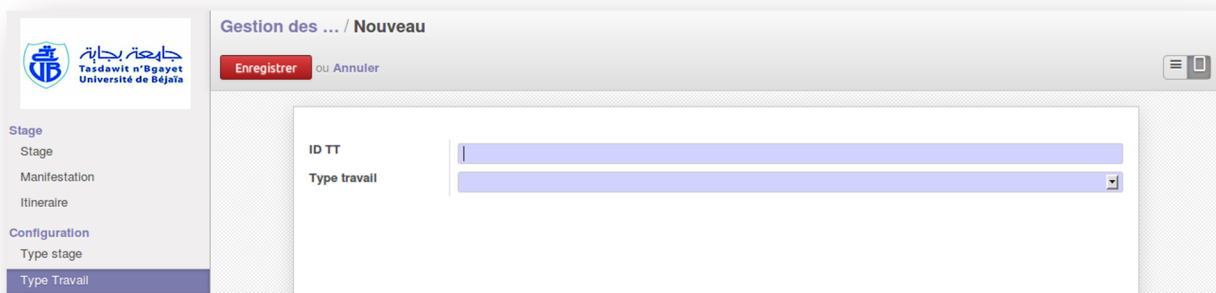 جامعة بجاية
Tasdawit n'Bgayet
Université de Béjaïa
Stage
Stage
Manifestation
Itineraire
Configuration
Type stage
Type Travail
Gestion des ... / Nouveau
Enregistrer ou Annuler
ID TT
Type travail